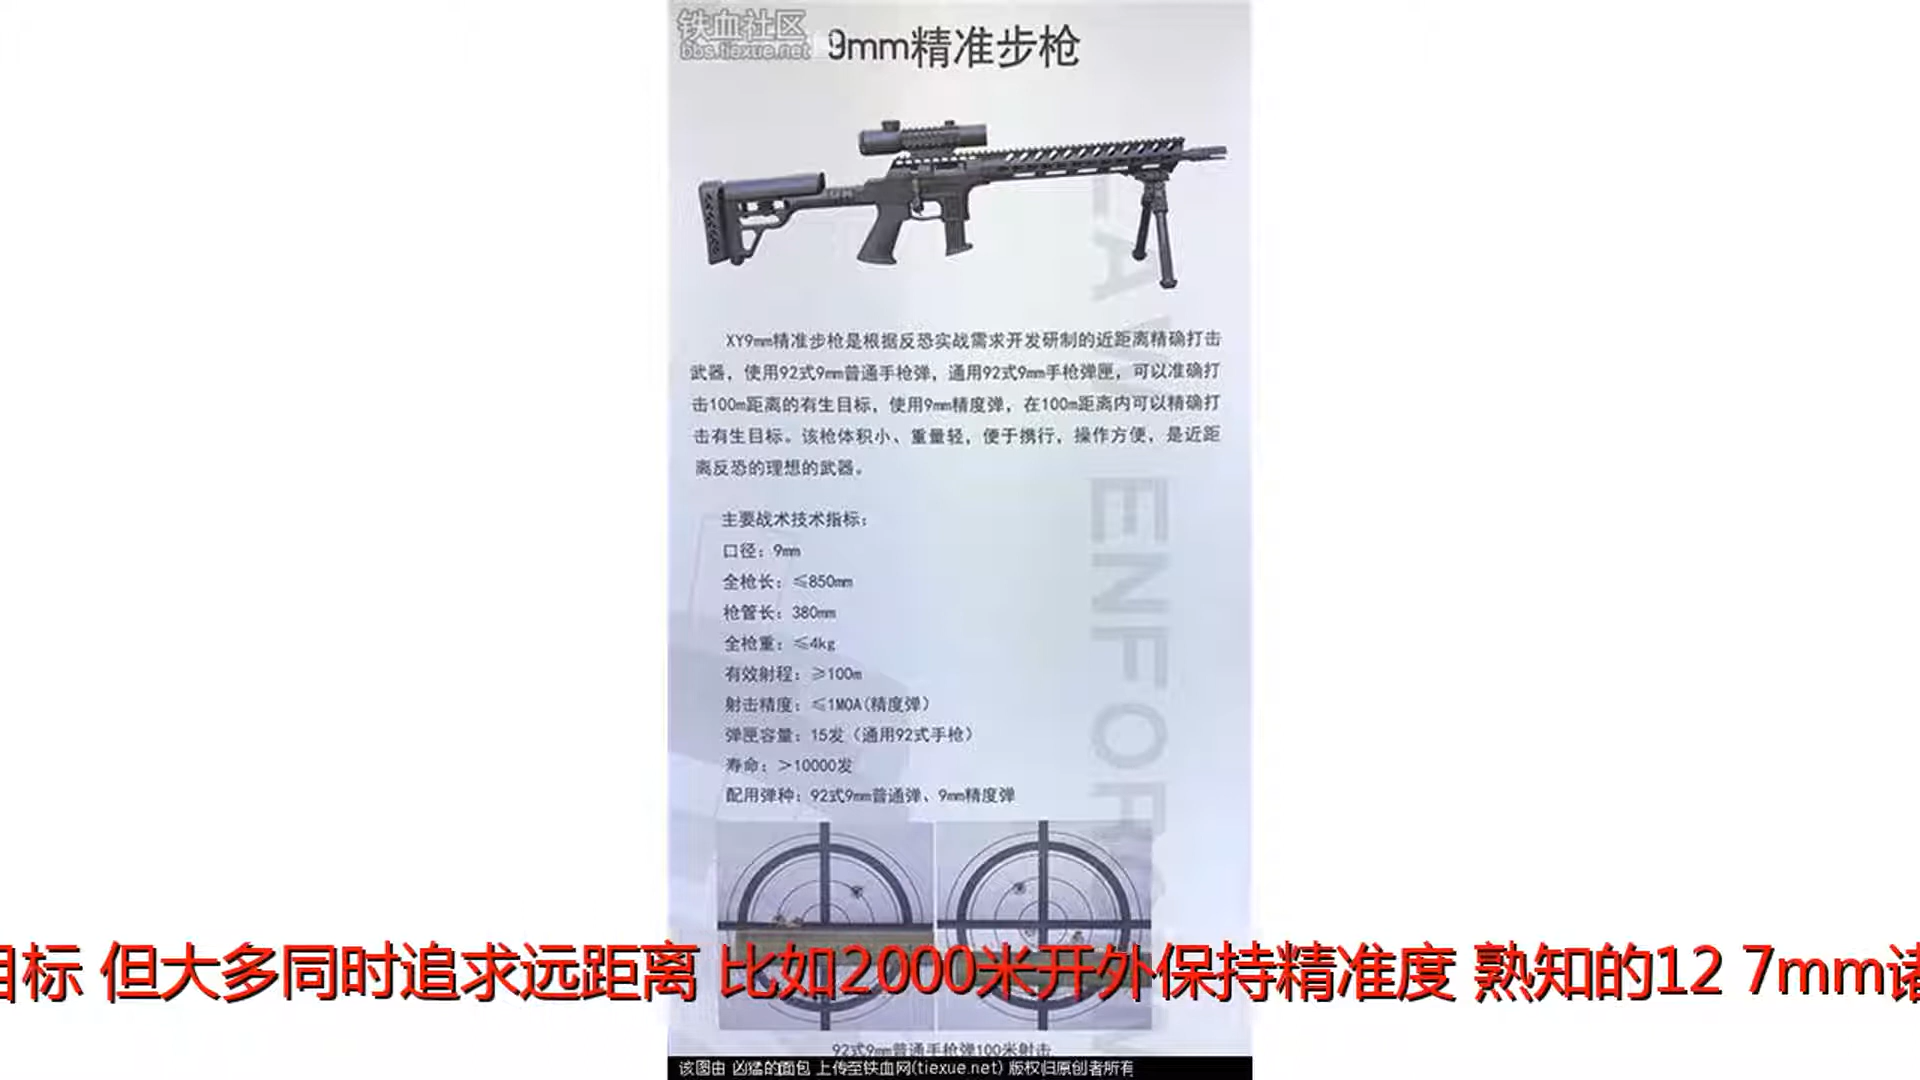 铁血社区
bbs.tiexue.net
9mm精准步枪
LAW ENFOR
XY9mm精准步枪是根据反恐实战需求开发研制的近距离精确打击
武器，使用92式9mm普通手枪弹，通用92式9mm手枪弹匣，可以准确打
击100m距离的有生目标，使用9mm精度弹，在100m距离内可以精确打
击有生目标。该枪体积小、重量轻，便于携行，操作方便，是近距
离反恐的理想的武器。
主要战术技术指标：
口径：9mm
全枪长：≤850mm
枪管长：380mm
全枪重：≤4kg
有效射程：≥100m
射击精度：≤1MOA(精度弹)
弹匣容量：15发（通用92式手枪）
寿命：>10000发
配用弹种：92式9mm普通弹、9mm精度弹
目标 但大多同时追求远距离 比如2000米开外保持精准度 熟知的12 7mm诸
92式9mm普通手枪弹100米射击
该图由 凶猛的面包 上传至铁血网(tiexue.net) 版权归原创者所有